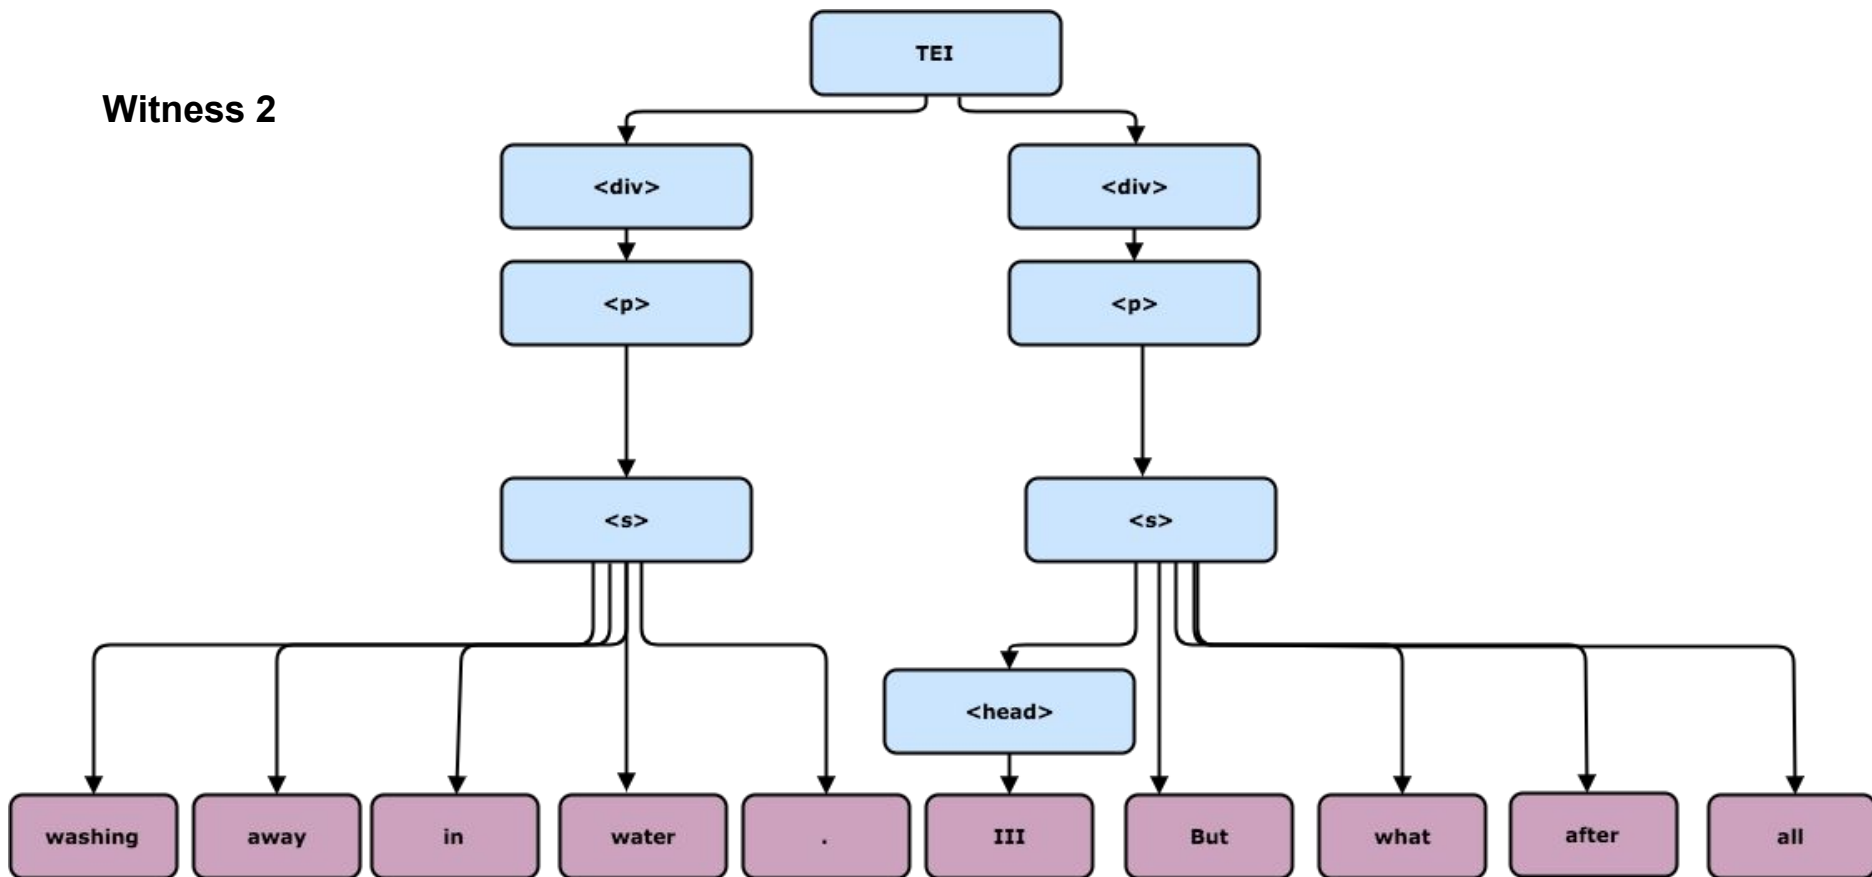 TEI
Witness 2
<div> <div>
<p> <p>
<s> <s>
<head>
washing away in water . III But what after all